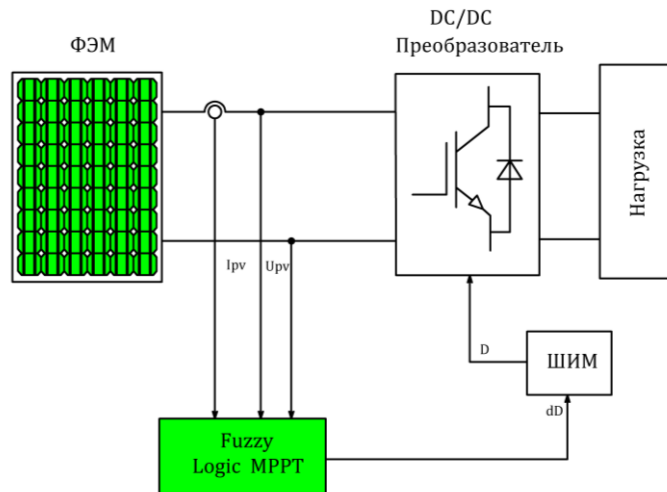 ФЭМ
DC/DC
Преобразователь
Нагрузка
Ipv
Upv
D
ШИМ
dD
Fuzzy
Logic MPPT